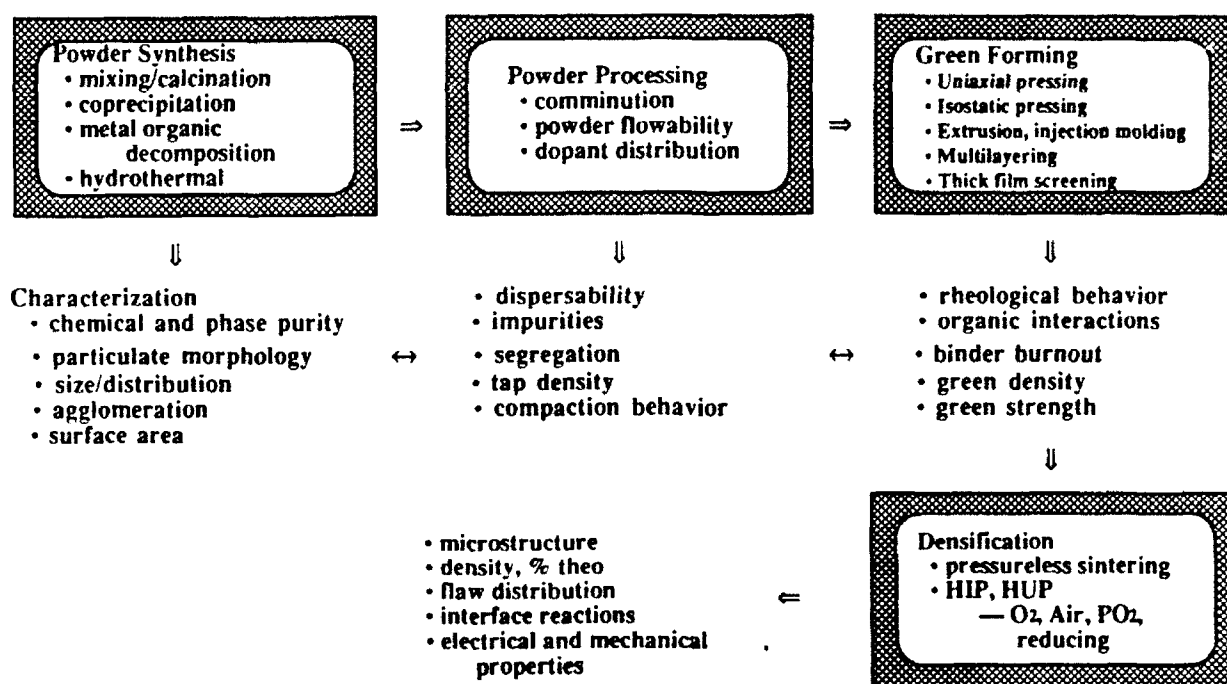 Powder Synthesis
• mixing/calcination
• coprecipitation
• metal organic
decomposition
• hydrothermal
⇒
Powder Processing
• comminution
• powder flowability
• dopant distribution
⇒
Green Forming
• Uniaxial pressing
• Isostatic pressing
• Extrusion, injection molding
• Multilayering
• Thick film screening
⇓
⇓
⇓
Characterization
• chemical and phase purity
• particulate morphology
• size/distribution
• agglomeration
• surface area
↔
• dispersability
• impurities
• segregation
• tap density
• compaction behavior
↔
• rheological behavior
• organic interactions
• binder burnout
• green density
• green strength
⇓
Densification
• pressureless sintering
• HIP, HUP
— O2, Air, PO2,
reducing
⇐
• microstructure
• density, % theo
• flaw distribution
• interface reactions
• electrical and mechanical
properties